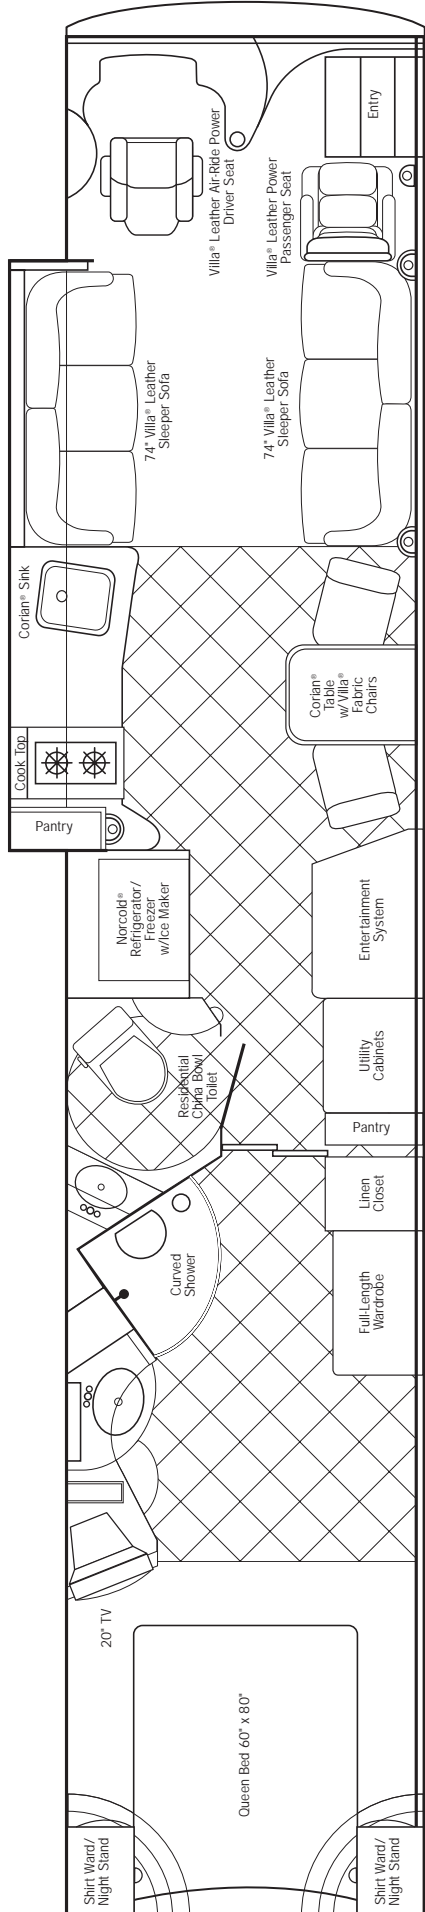 Entry
Villa® Leather Air-Ride Power
Driver Seat
Villa® Leather Power
Passenger Seat
74" Villa® Leather
Sleeper Sofa
74" Villa® Leather
Sleeper Sofa
Corian® Sink
Corian®
Table
w/Villa®
Fabric
Chairs
Cook Top
Pantry
Norcold®
Refrigerator/
Freezer
w/Ice Maker
Entertainment
System
Residential
China Bowl
Toilet
Utility
Cabinets
Pantry
Linen
Closet
Curved
Shower
Full-Length
Wardrobe
20" TV
Queen Bed 60" x 80"
Shirt Ward/
Night Stand
Shirt Ward/
Night Stand